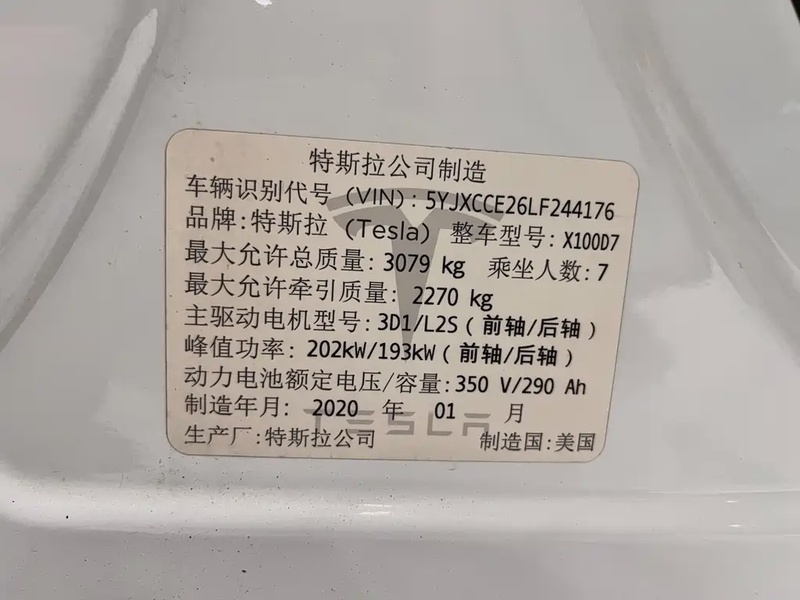 特斯拉公司制造
车辆识别代号（VIN）: 5YJXCCE26LF244176
品牌: 特斯拉（Tesla） 整车型号: X100D7
最大允许总质量: 3079 kg 乘坐人数: 7
最大允许牵引质量: 2270 kg
主驱动电机型号: 3D1/L2S（前轴/后轴）
峰值功率: 202kW/193kW（前轴/后轴）
动力电池额定电压/容量: 350 V/290 Ah
制造年月: 2020 年 01 月
TESLA
生产厂: 特斯拉公司 制造国: 美国